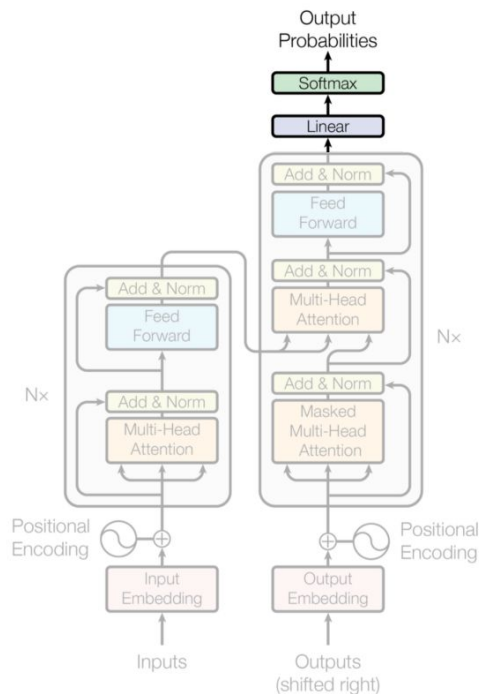 Output
Probabilities
Softmax
Linear
Add & Norm
Feed
Forward
Add & Norm
Multi-Head
Attention
Add & Norm
Masked
Multi-Head
Attention
N×
Positional
Encoding
Output
Embedding
Outputs
(shifted right)
Add & Norm
Feed
Forward
N×
Add & Norm
Multi-Head
Attention
Positional
Encoding
Input
Embedding
Inputs